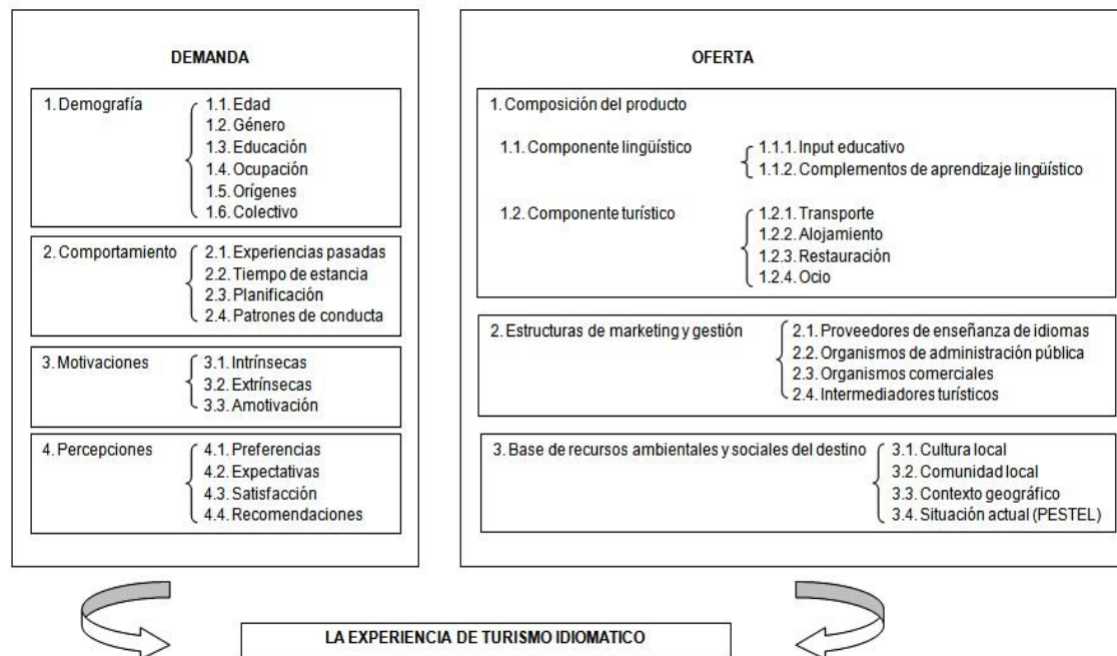 DEMANDA
1. Demografía
1.1. Edad
1.2. Género
1.3. Educación
1.4. Ocupación
1.5. Orígenes
1.6. Colectivo
2. Comportamiento
2.1. Experiencias pasadas
2.2. Tiempo de estancia
2.3. Planificación
2.4. Patrones de conducta
3. Motivaciones
3.1. Intrínsecas
3.2. Extrínsecas
3.3. Amotivación
4. Percepciones
4.1. Preferencias
4.2. Expectativas
4.3. Satisfacción
4.4. Recomendaciones
OFERTA
1. Composición del producto
1.1. Componente lingüístico
1.1.1. Input educativo
1.1.2. Complementos de aprendizaje lingüístico
1.2. Componente turístico
1.2.1. Transporte
1.2.2. Alojamiento
1.2.3. Restauración
1.2.4. Ocio
2. Estructuras de marketing y gestión
2.1. Proveedores de enseñanza de idiomas
2.2. Organismos de administración pública
2.3. Organismos comerciales
2.4. Intermediadores turísticos
3. Base de recursos ambientales y sociales del destino
3.1. Cultura local
3.2. Comunidad local
3.3. Contexto geográfico
3.4. Situación actual (PESTEL)
LA EXPERIENCIA DE TURISMO IDIOMATICO